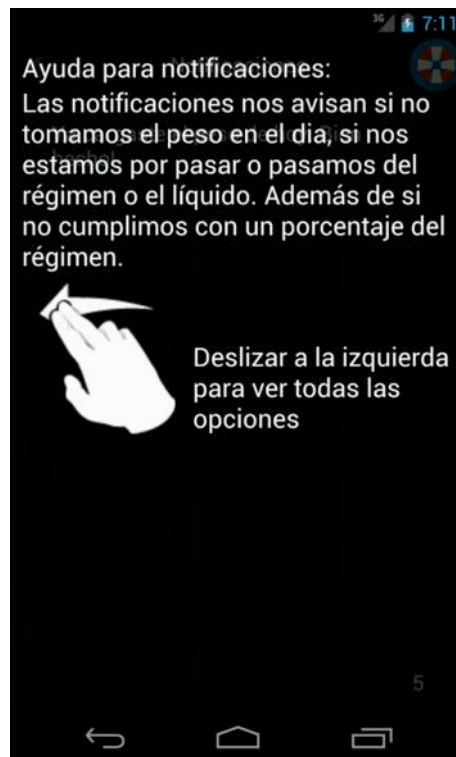 3G 7:11
Ayuda para notificaciones:
Las notificaciones nos avisan si no
tomamos el peso en el dia, si nos
estamos por pasar o pasamos del
régimen o el líquido. Además de si
no cumplimos con un porcentaje del
régimen.
Deslizar a la izquierda
para ver todas las
opciones
5